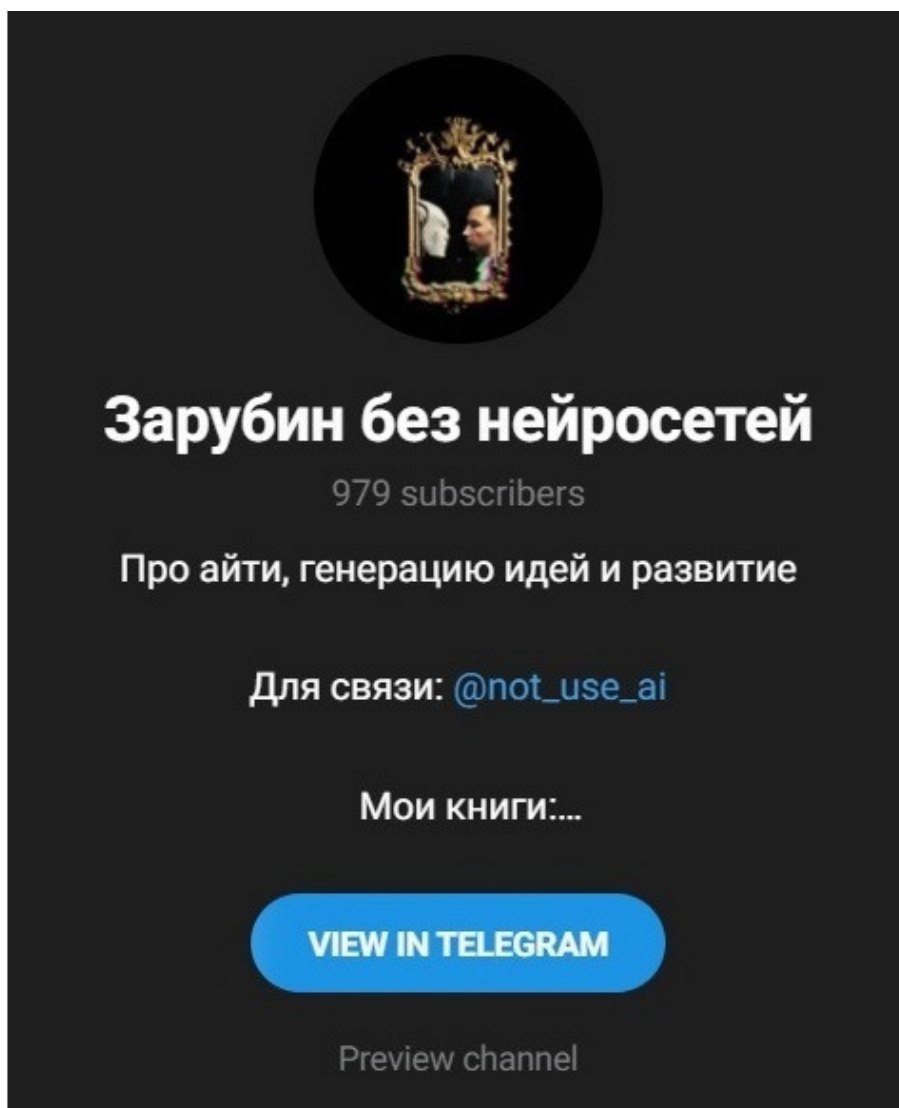 Зарубин без нейросетей
979 subscribers
Про айти, генерацию идей и развитие
Для связи: @not_use_ai
Мои книги:...
VIEW IN TELEGRAM
Preview channel